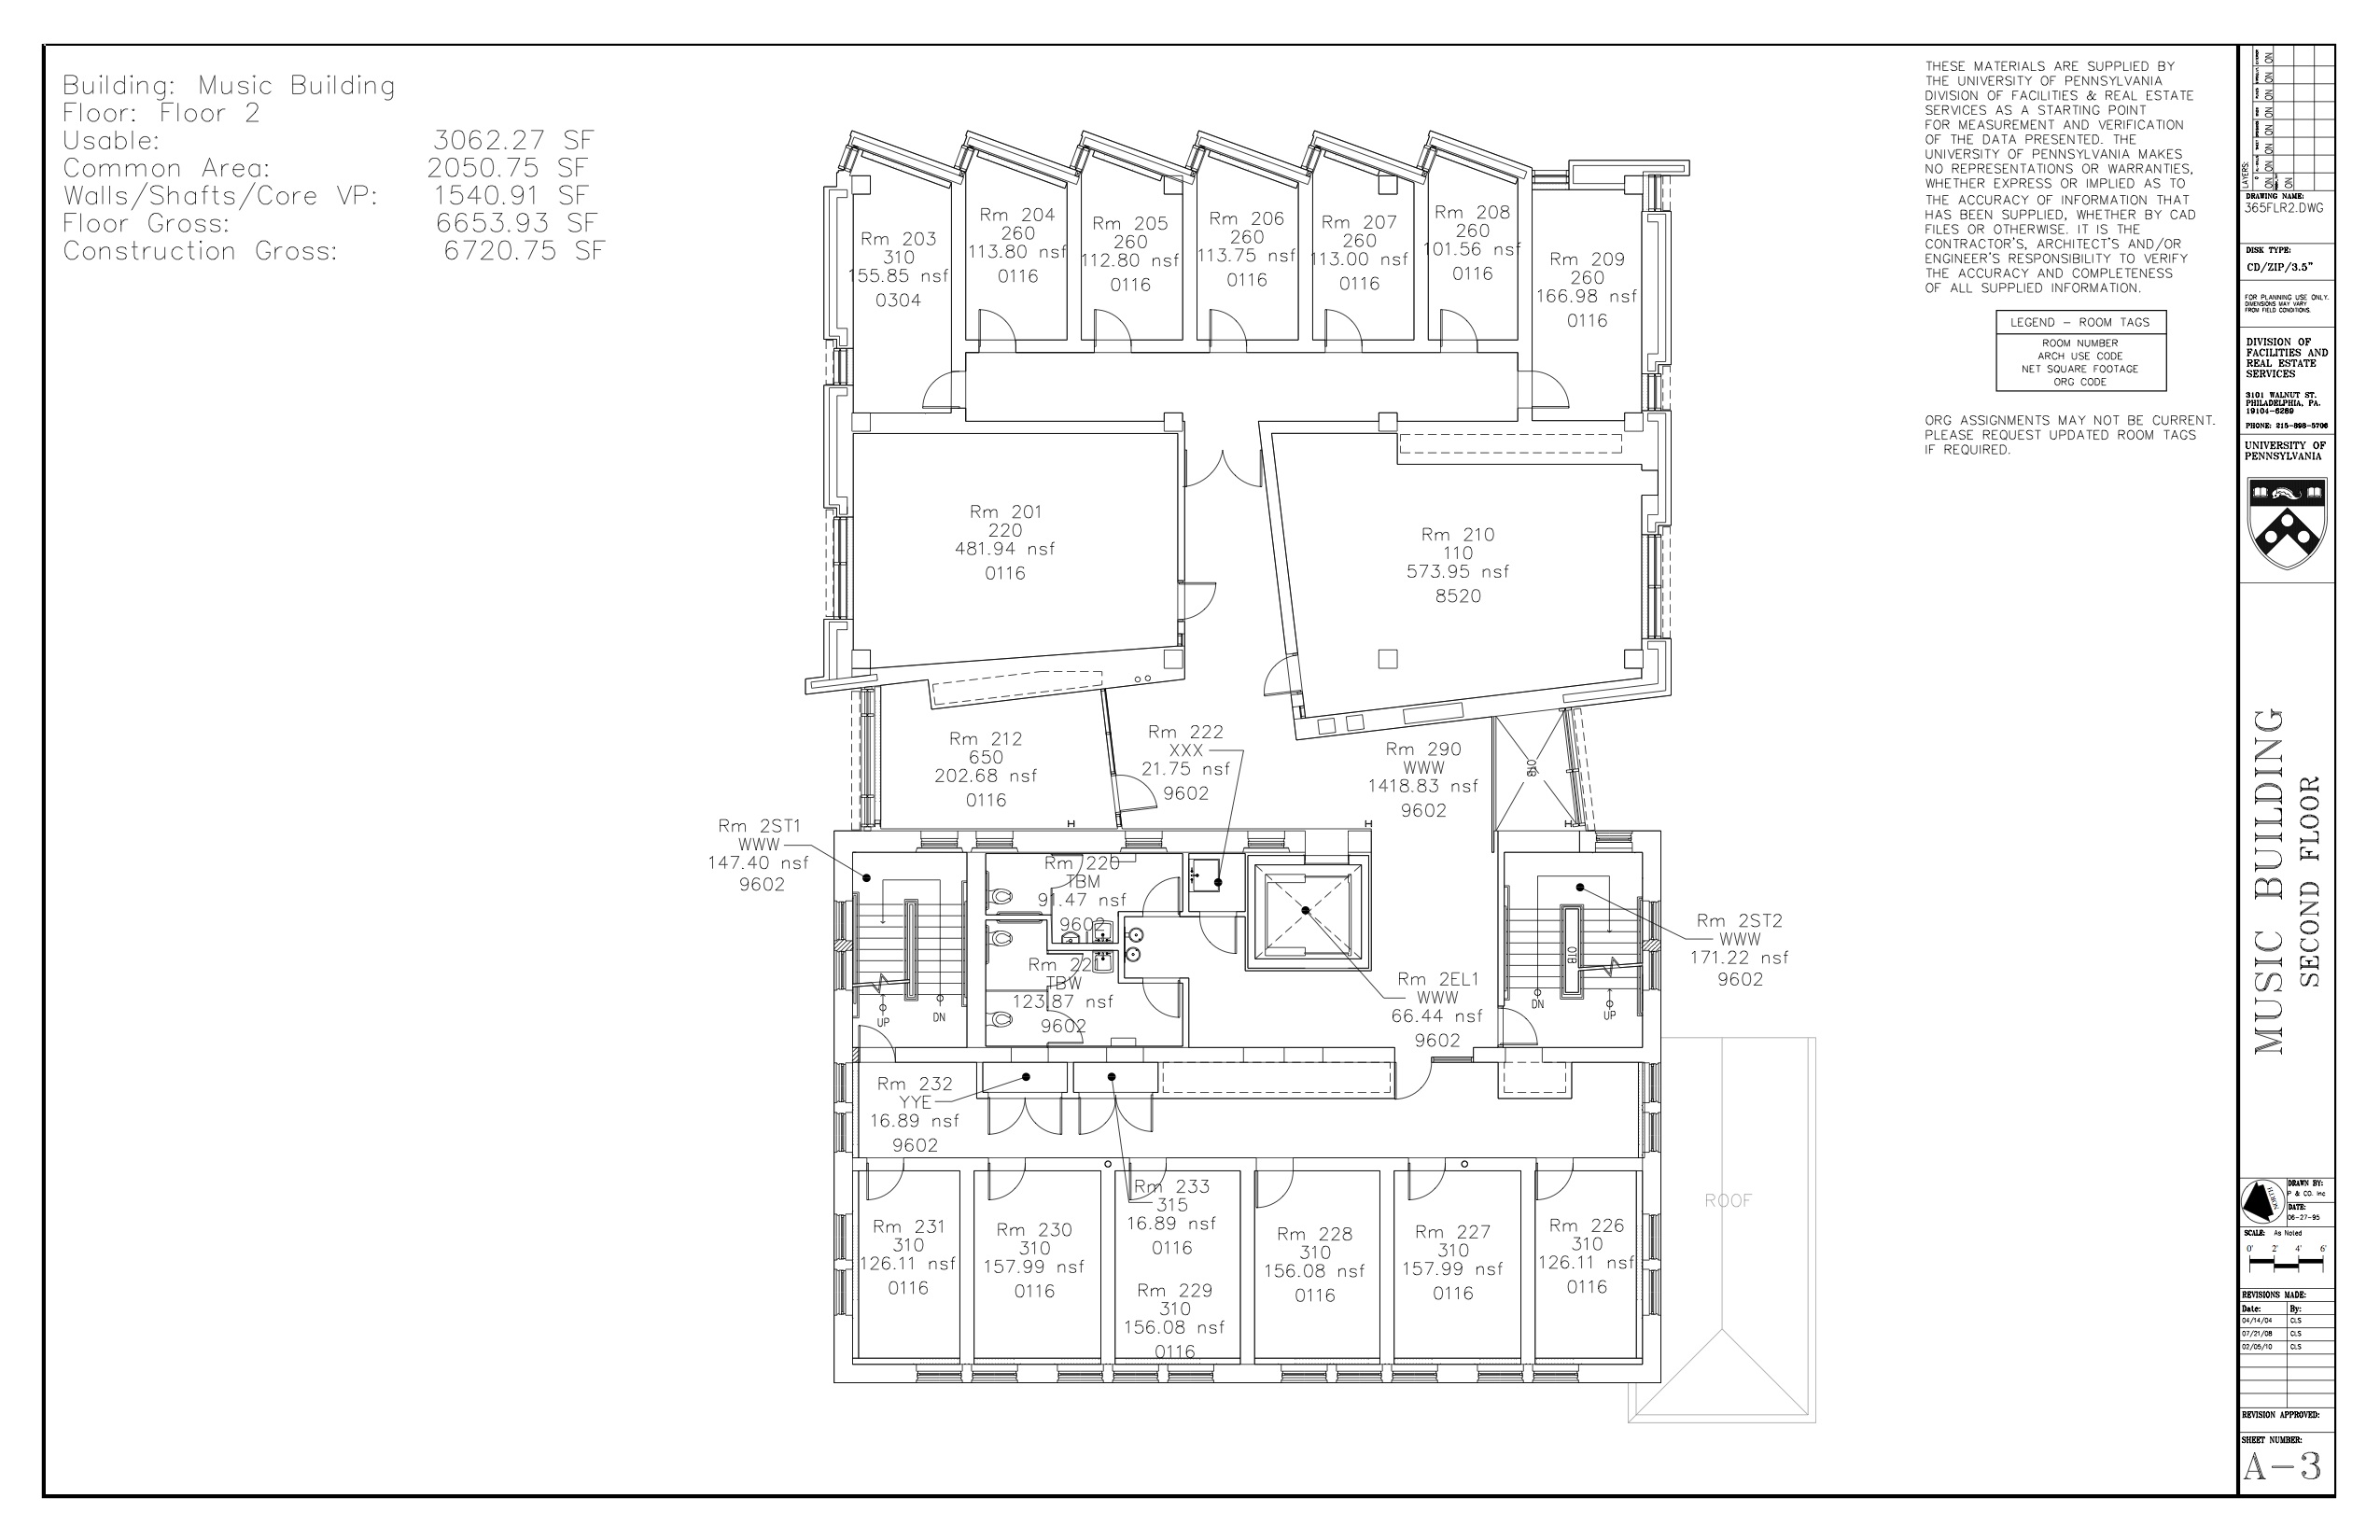 Building: Music Building
Floor: Floor 2
Usable: 3062.27 SF
Common Area: 2050.75 SF
Walls/Shafts/Core VP: 1540.91 SF
Floor Gross: 6653.93 SF
Construction Gross: 6720.75 SF
Rm 203
310
155.85 nsf
0304
Rm 204
260
113.80 nsf
0116
Rm 205
260
112.80 nsf
0116
Rm 206
260
113.75 nsf
0116
Rm 207
260
113.00 nsf
0116
Rm 208
260
101.56 nsf
0116
Rm 209
260
166.98 nsf
0116
Rm 201
220
481.94 nsf
0116
Rm 210
110
573.95 nsf
8520
Rm 212
650
202.68 nsf
0116
Rm 222
XXX
21.75 nsf
9602
Rm 290
WWW
1418.83 nsf
9602
OTB
Rm 2ST1
WWW
147.40 nsf
9602
Rm 220
TBM
91.47 nsf
9602
Rm 22
TBW
123.87 nsf
9602
UP
DN
Rm 2EL1
WWW
66.44 nsf
9602
Rm 2ST2
WWW
171.22 nsf
9602
OTB
DN
UP
Rm 232
YYE
16.89 nsf
9602
Rm 231
310
126.11 nsf
0116
Rm 230
310
157.99 nsf
0116
Rm 233
315
16.89 nsf
0116
Rm 229
310
156.08 nsf
0116
Rm 228
310
156.08 nsf
0116
Rm 227
310
157.99 nsf
0116
Rm 226
310
126.11 nsf
0116
ROOF
THESE MATERIALS ARE SUPPLIED BY
THE UNIVERSITY OF PENNSYLVANIA
DIVISION OF FACILITIES & REAL ESTATE
SERVICES AS A STARTING POINT
FOR MEASUREMENT AND VERIFICATION
OF THE DATA PRESENTED. THE
UNIVERSITY OF PENNSYLVANIA MAKES
NO REPRESENTATIONS OR WARRANTIES,
WHETHER EXPRESS OR IMPLIED AS TO
THE ACCURACY OF INFORMATION THAT
HAS BEEN SUPPLIED, WHETHER BY CAD
FILES OR OTHERWISE. IT IS THE
CONTRACTOR'S, ARCHITECT'S AND/OR
ENGINEER'S RESPONSIBILITY TO VERIFY
THE ACCURACY AND COMPLETENESS
OF ALL SUPPLIED INFORMATION.
LEGEND - ROOM TAGS
ROOM NUMBER
ARCH USE CODE
NET SQUARE FOOTAGE
ORG CODE
ORG ASSIGNMENTS MAY NOT BE CURRENT.
PLEASE REQUEST UPDATED ROOM TAGS
IF REQUIRED.
LAYERS:
ON ON ON ON ON ON
ON
DRAWING NAME:
365FLR2.DWG
DISK TYPE:
CD/ZIP/3.5"
FOR PLANNING USE ONLY.
DIMENSIONS MAY VARY
FROM FIELD CONDITIONS.
DIVISION OF
FACILITIES AND
REAL ESTATE
SERVICES
3101 WALNUT ST.
PHILADELPHIA, PA.
19104-6289
PHONE: 215-898-5706
UNIVERSITY OF
PENNSYLVANIA
MUSIC BUILDING
SECOND FLOOR
NORTH
DRAWN BY:
P & CO. Inc
DATE:
06-27-95
SCALE: As Noted
0' 2' 4' 6'
REVISIONS MADE:
Date: By:
04/14/04 CLS
07/21/08 CLS
02/05/10 CLS
REVISION APPROVED:
SHEET NUMBER:
A-3